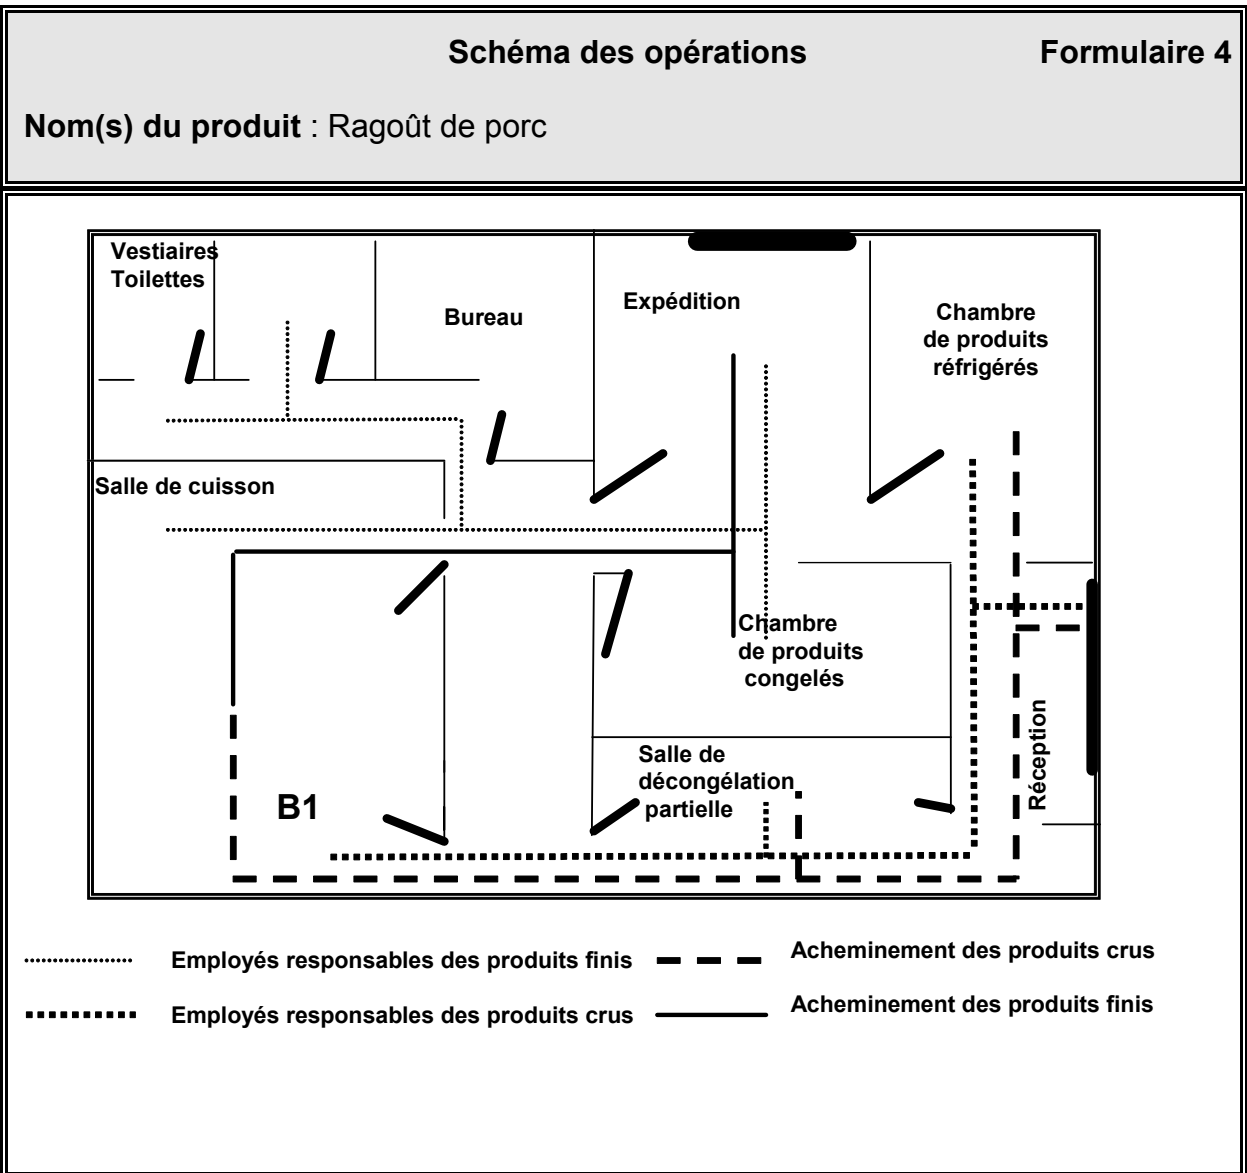 Schéma des opérations Formulaire 4
Nom(s) du produit : Ragoût de porc
Vestiaires
Toilettes
Bureau
Expédition
Chambre
de produits
réfrigérés
Salle de cuisson
Chambre
de produits
congelés
Réception
Salle de
décongélation
partielle
B1
Employés responsables des produits finis
Acheminement des produits crus
Employés responsables des produits crus
Acheminement des produits finis